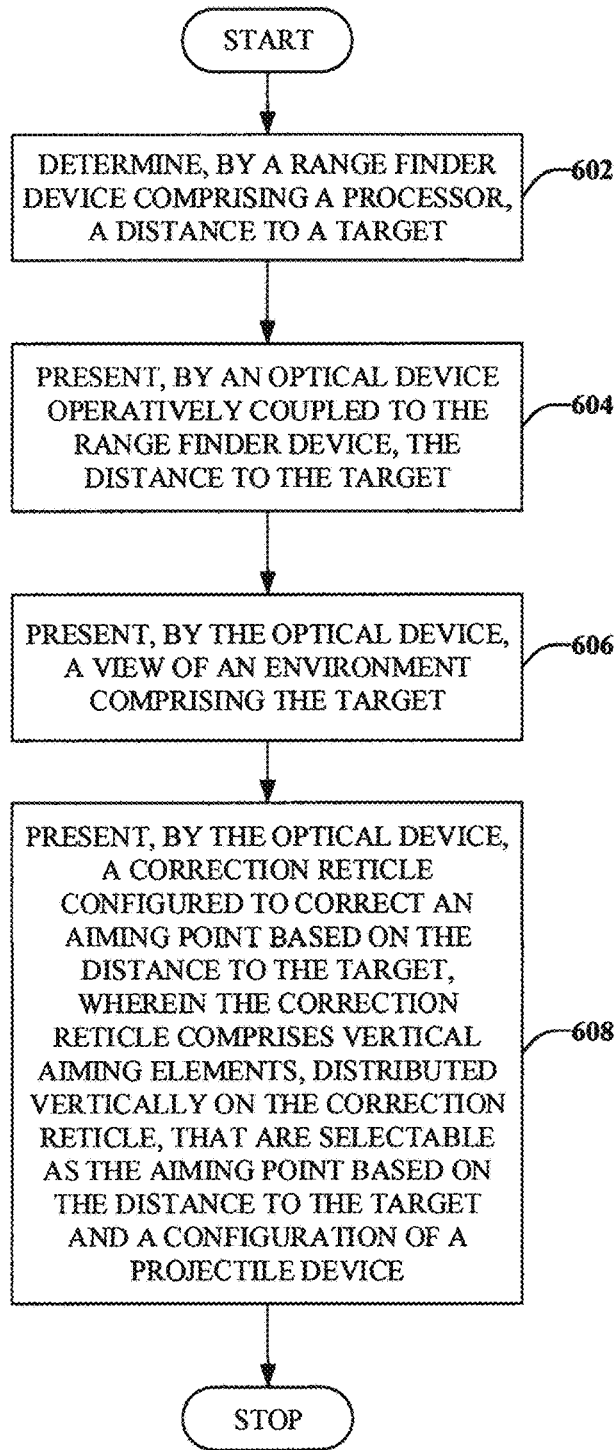 START
DETERMINE, BY A RANGE FINDER
DEVICE COMPRISING A PROCESSOR,
A DISTANCE TO A TARGET
602
PRESENT, BY AN OPTICAL DEVICE
OPERATIVELY COUPLED TO THE
RANGE FINDER DEVICE, THE
DISTANCE TO THE TARGET
604
PRESENT, BY THE OPTICAL DEVICE,
A VIEW OF AN ENVIRONMENT
COMPRISING THE TARGET
606
PRESENT, BY THE OPTICAL DEVICE,
A CORRECTION RETICLE
CONFIGURED TO CORRECT AN
AIMING POINT BASED ON THE
DISTANCE TO THE TARGET,
WHEREIN THE CORRECTION
RETICLE COMPRISES VERTICAL
AIMING ELEMENTS, DISTRIBUTED
VERTICALLY ON THE CORRECTION
RETICLE, THAT ARE SELECTABLE
AS THE AIMING POINT BASED ON
THE DISTANCE TO THE TARGET
AND A CONFIGURATION OF A
PROJECTILE DEVICE
608
STOP